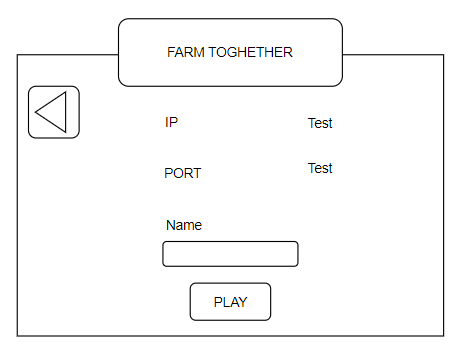 FARM TOGHETHER
IP
Test
PORT
Test
Name
PLAY